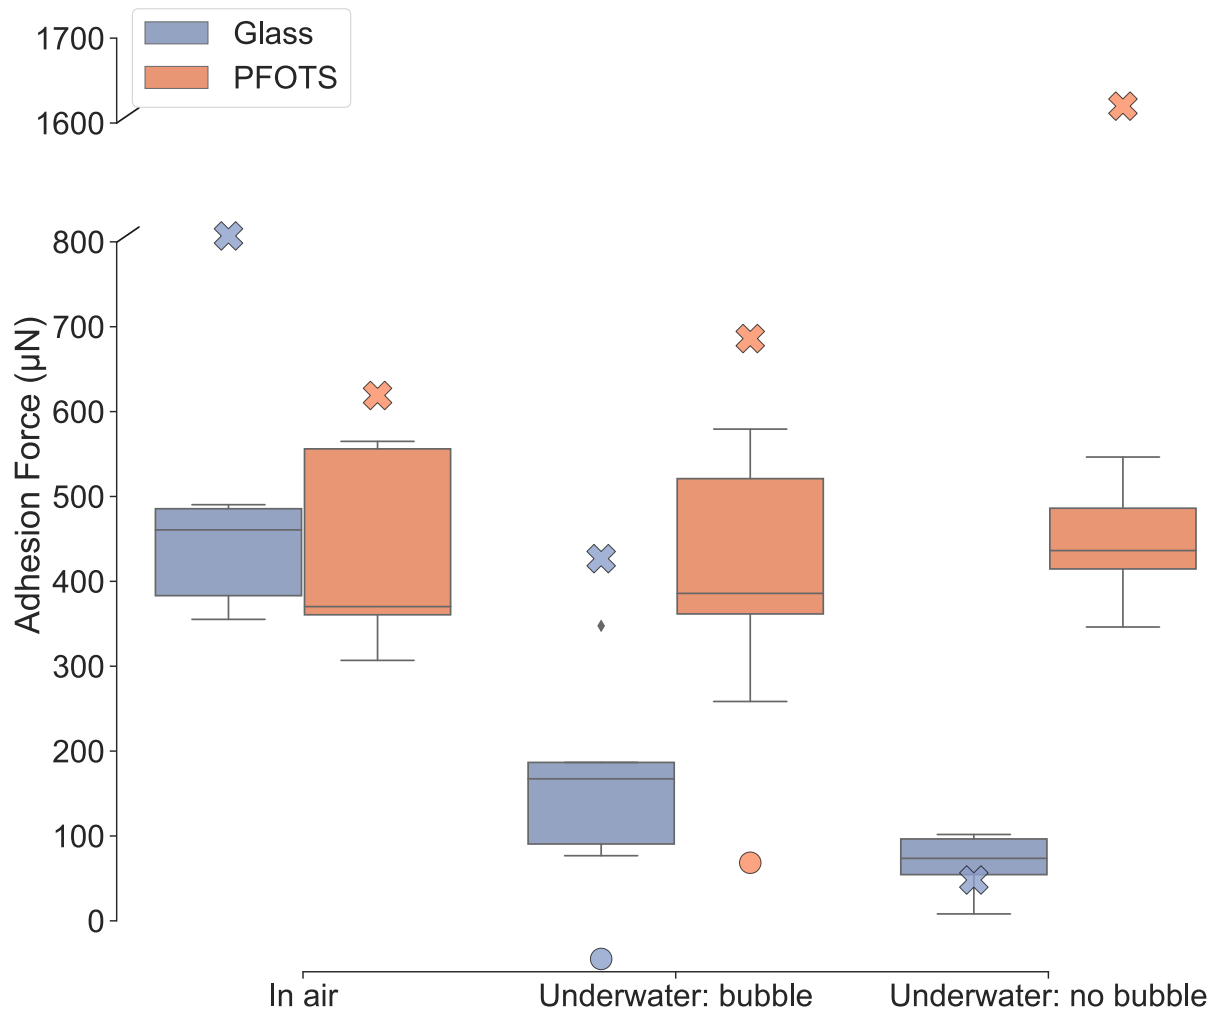 Glass
PFOTS
1700
1600
800
700
600
500
400
300
200
100
0
Adhesion Force (µN)
In air
Underwater: bubble
Underwater: no bubble